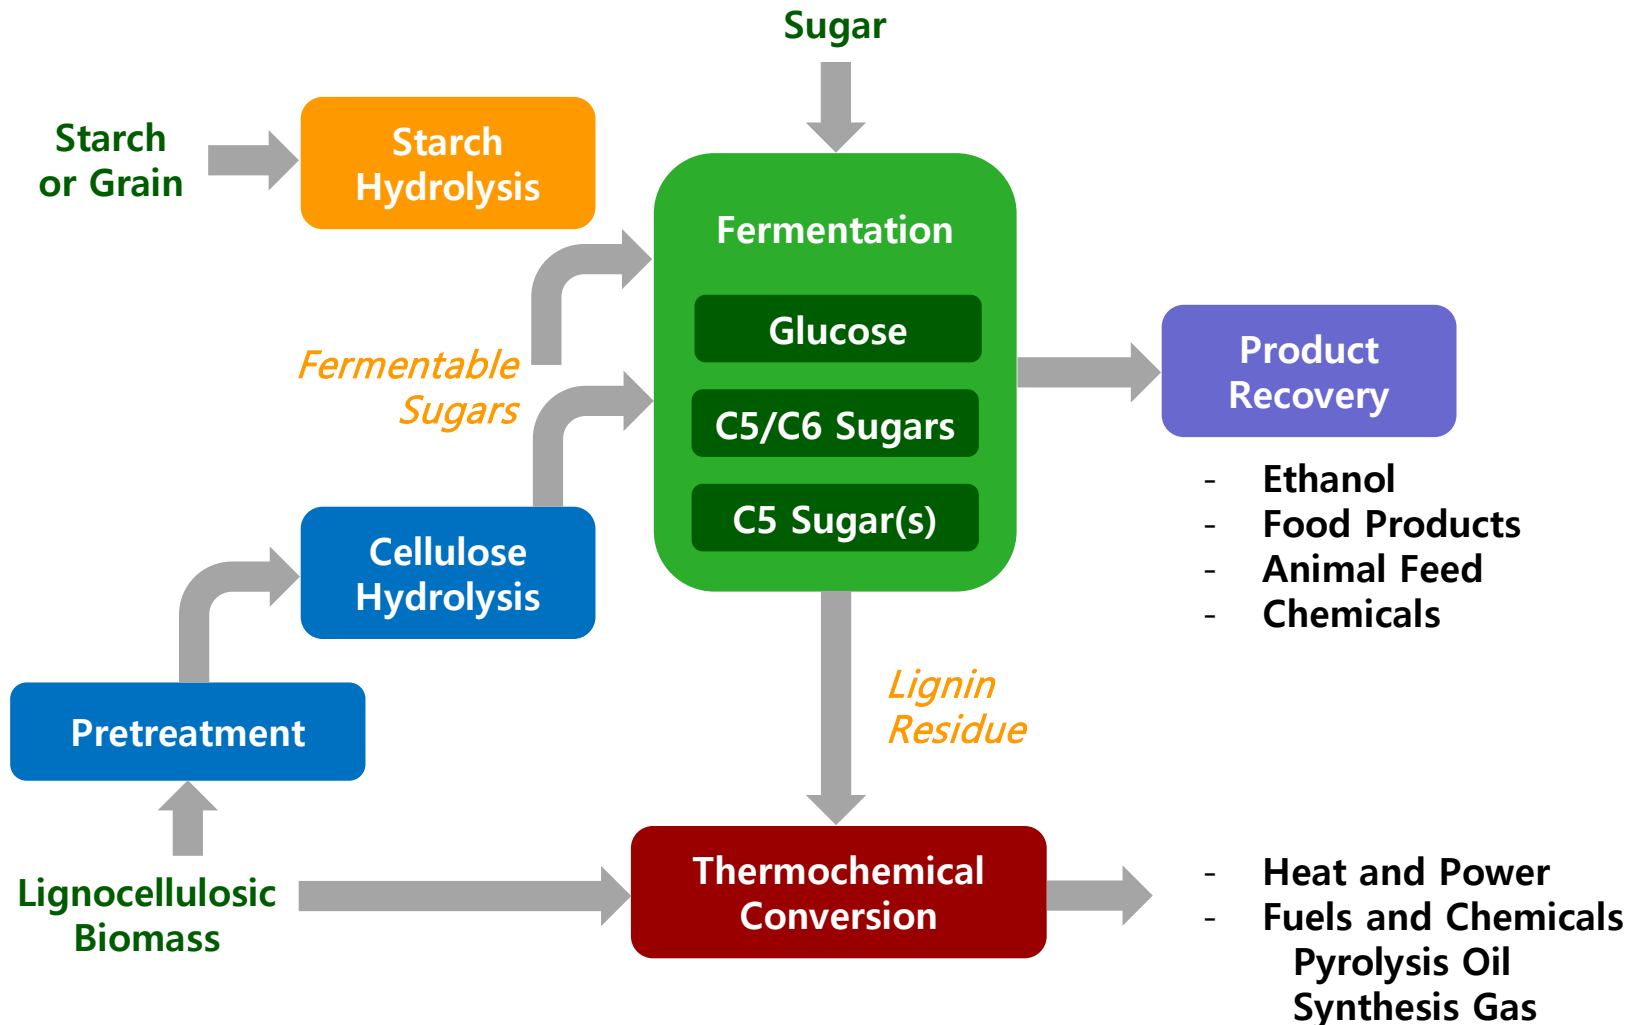 Sugar
Starch
or Grain
Starch
Hydrolysis
Fermentation
Glucose
C5/C6 Sugars
C5 Sugar(s)
Fermentable
Sugars
Product
Recovery
- Ethanol
- Food Products
- Animal Feed
- Chemicals
Cellulose
Hydrolysis
Pretreatment
Lignin
Residue
Lignocellulosic
Biomass
Thermochemical
Conversion
- Heat and Power
- Fuels and Chemicals
Pyrolysis Oil
Synthesis Gas